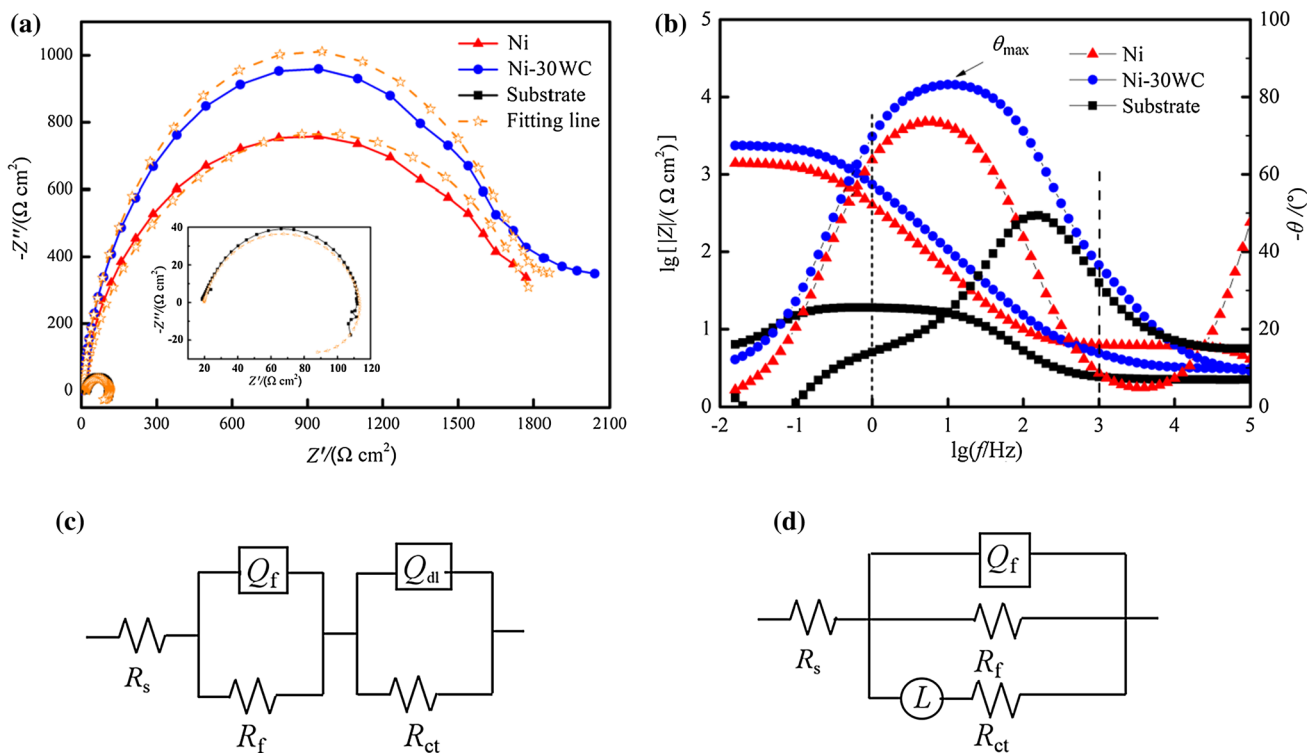 (a)
1000
800
600
400
200
0
-Z″/(Ω cm²)
0 300 600 900 1200 1500 1800 2100
Z′/(Ω cm²)
Ni
Ni-30WC
Substrate
Fitting line
40
20
0
-20
-Z″/(Ω cm²)
20 40 60 80 100 120
Z′/(Ω cm²)
(b)
5
4
3
2
1
0
lg[|Z|/(Ω cm²)]
-2 -1 0 1 2 3 4 5
lg(f/Hz)
100
80
60
40
20
0
-θ/(°)
θmax
Ni
Ni-30WC
Substrate
(c)
Qf
Qdl
Rs
Rf
Rct
(d)
Qf
Rs
Rf
L
Rct